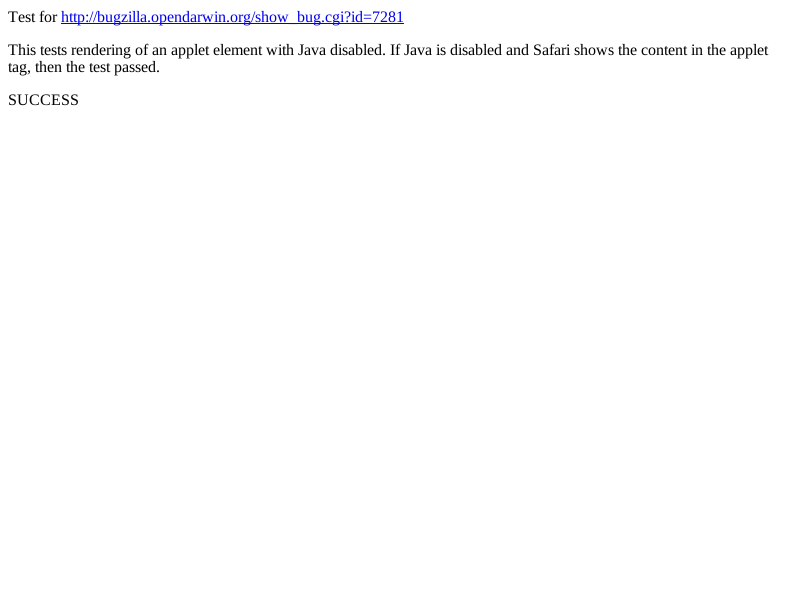 Test for http://bugzilla.opendarwin.org/show_bug.cgi?id=7281
This tests rendering of an applet element with Java disabled. If Java is disabled and Safari shows the content in the applet
tag, then the test passed.
SUCCESS